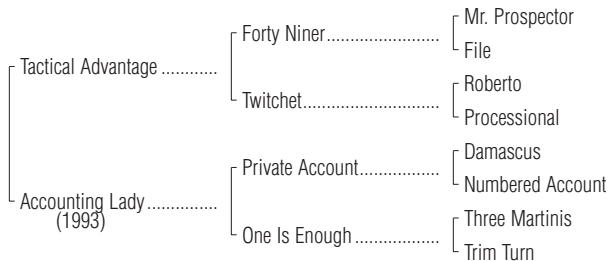 Mr. Prospector
Forty Niner
File
Tactical Advantage
Roberto
Twitchet
Processional
Damascus
Private Account
Numbered Account
Accounting Lady
(1993)
Three Martinis
One Is Enough
Trim Turn